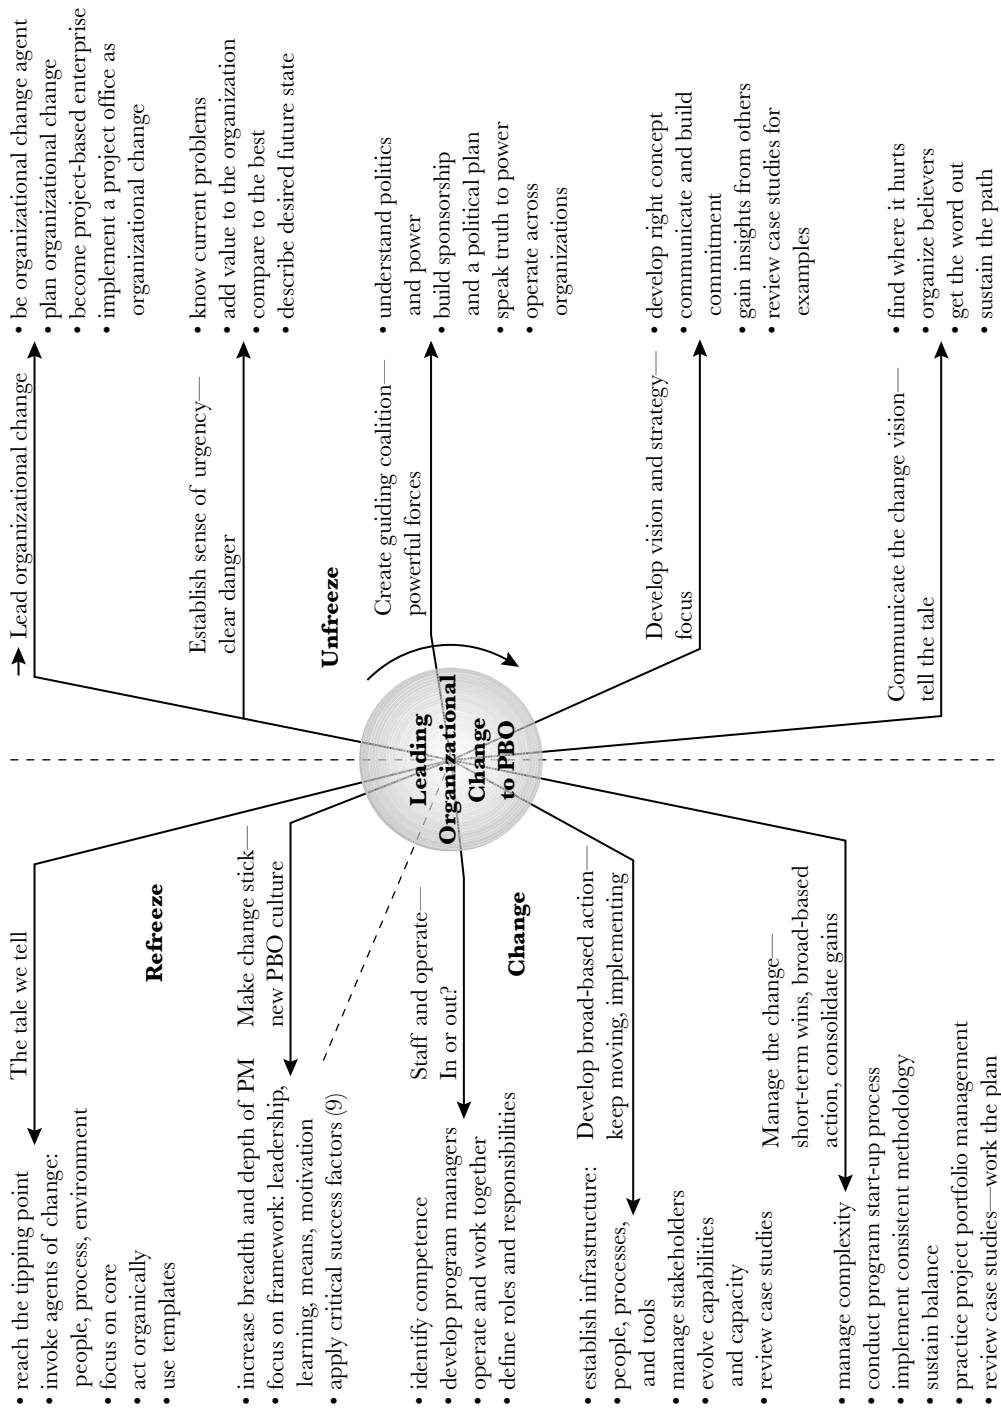 Leading
Organizational
Change
to PBO
Unfreeze
→ Lead organizational change
• be organizational change agent
• plan organizational change
• become project-based enterprise
• implement a project office as
organizational change
Establish sense of urgency—
clear danger
• know current problems
• add value to the organization
• compare to the best
• describe desired future state
Create guiding coalition—
powerful forces
• understand politics
and power
• build sponsorship
and a political plan
• speak truth to power
• operate across
organizations
Develop vision and strategy—
focus
• develop right concept
• communicate and build
commitment
• gain insights from others
• review case studies for
examples
Communicate the change vision—
tell the tale
• find where it hurts
• organize believers
• get the word out
• sustain the path
Change
Manage the change—
short-term wins, broad-based
action, consolidate gains
• manage complexity
• conduct program start-up process
• implement consistent methodology
sustain balance
• practice project portfolio management
• review case studies—work the plan
Develop broad-based action—
keep moving, implementing
• establish infrastructure:
• people, processes,
and tools
• manage stakeholders
• evolve capabilities
and capacity
• review case studies
Staff and operate—
In or out?
• identify competence
• develop program managers
• operate and work together
• define roles and responsibilities
Refreeze
Make change stick—
new PBO culture
• increase breadth and depth of PM
• focus on framework: leadership,
learning, means, motivation
• apply critical success factors (9)
The tale we tell
• reach the tipping point
• invoke agents of change:
people, process, environment
• focus on core
• act organically
• use templates